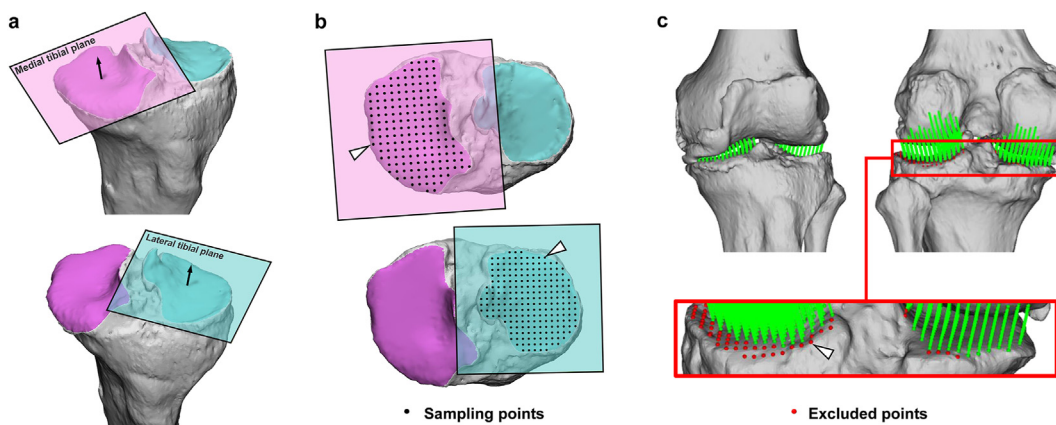 a
Medial tibial plane
Lateral tibial plane
b
Sampling points
c
Excluded points